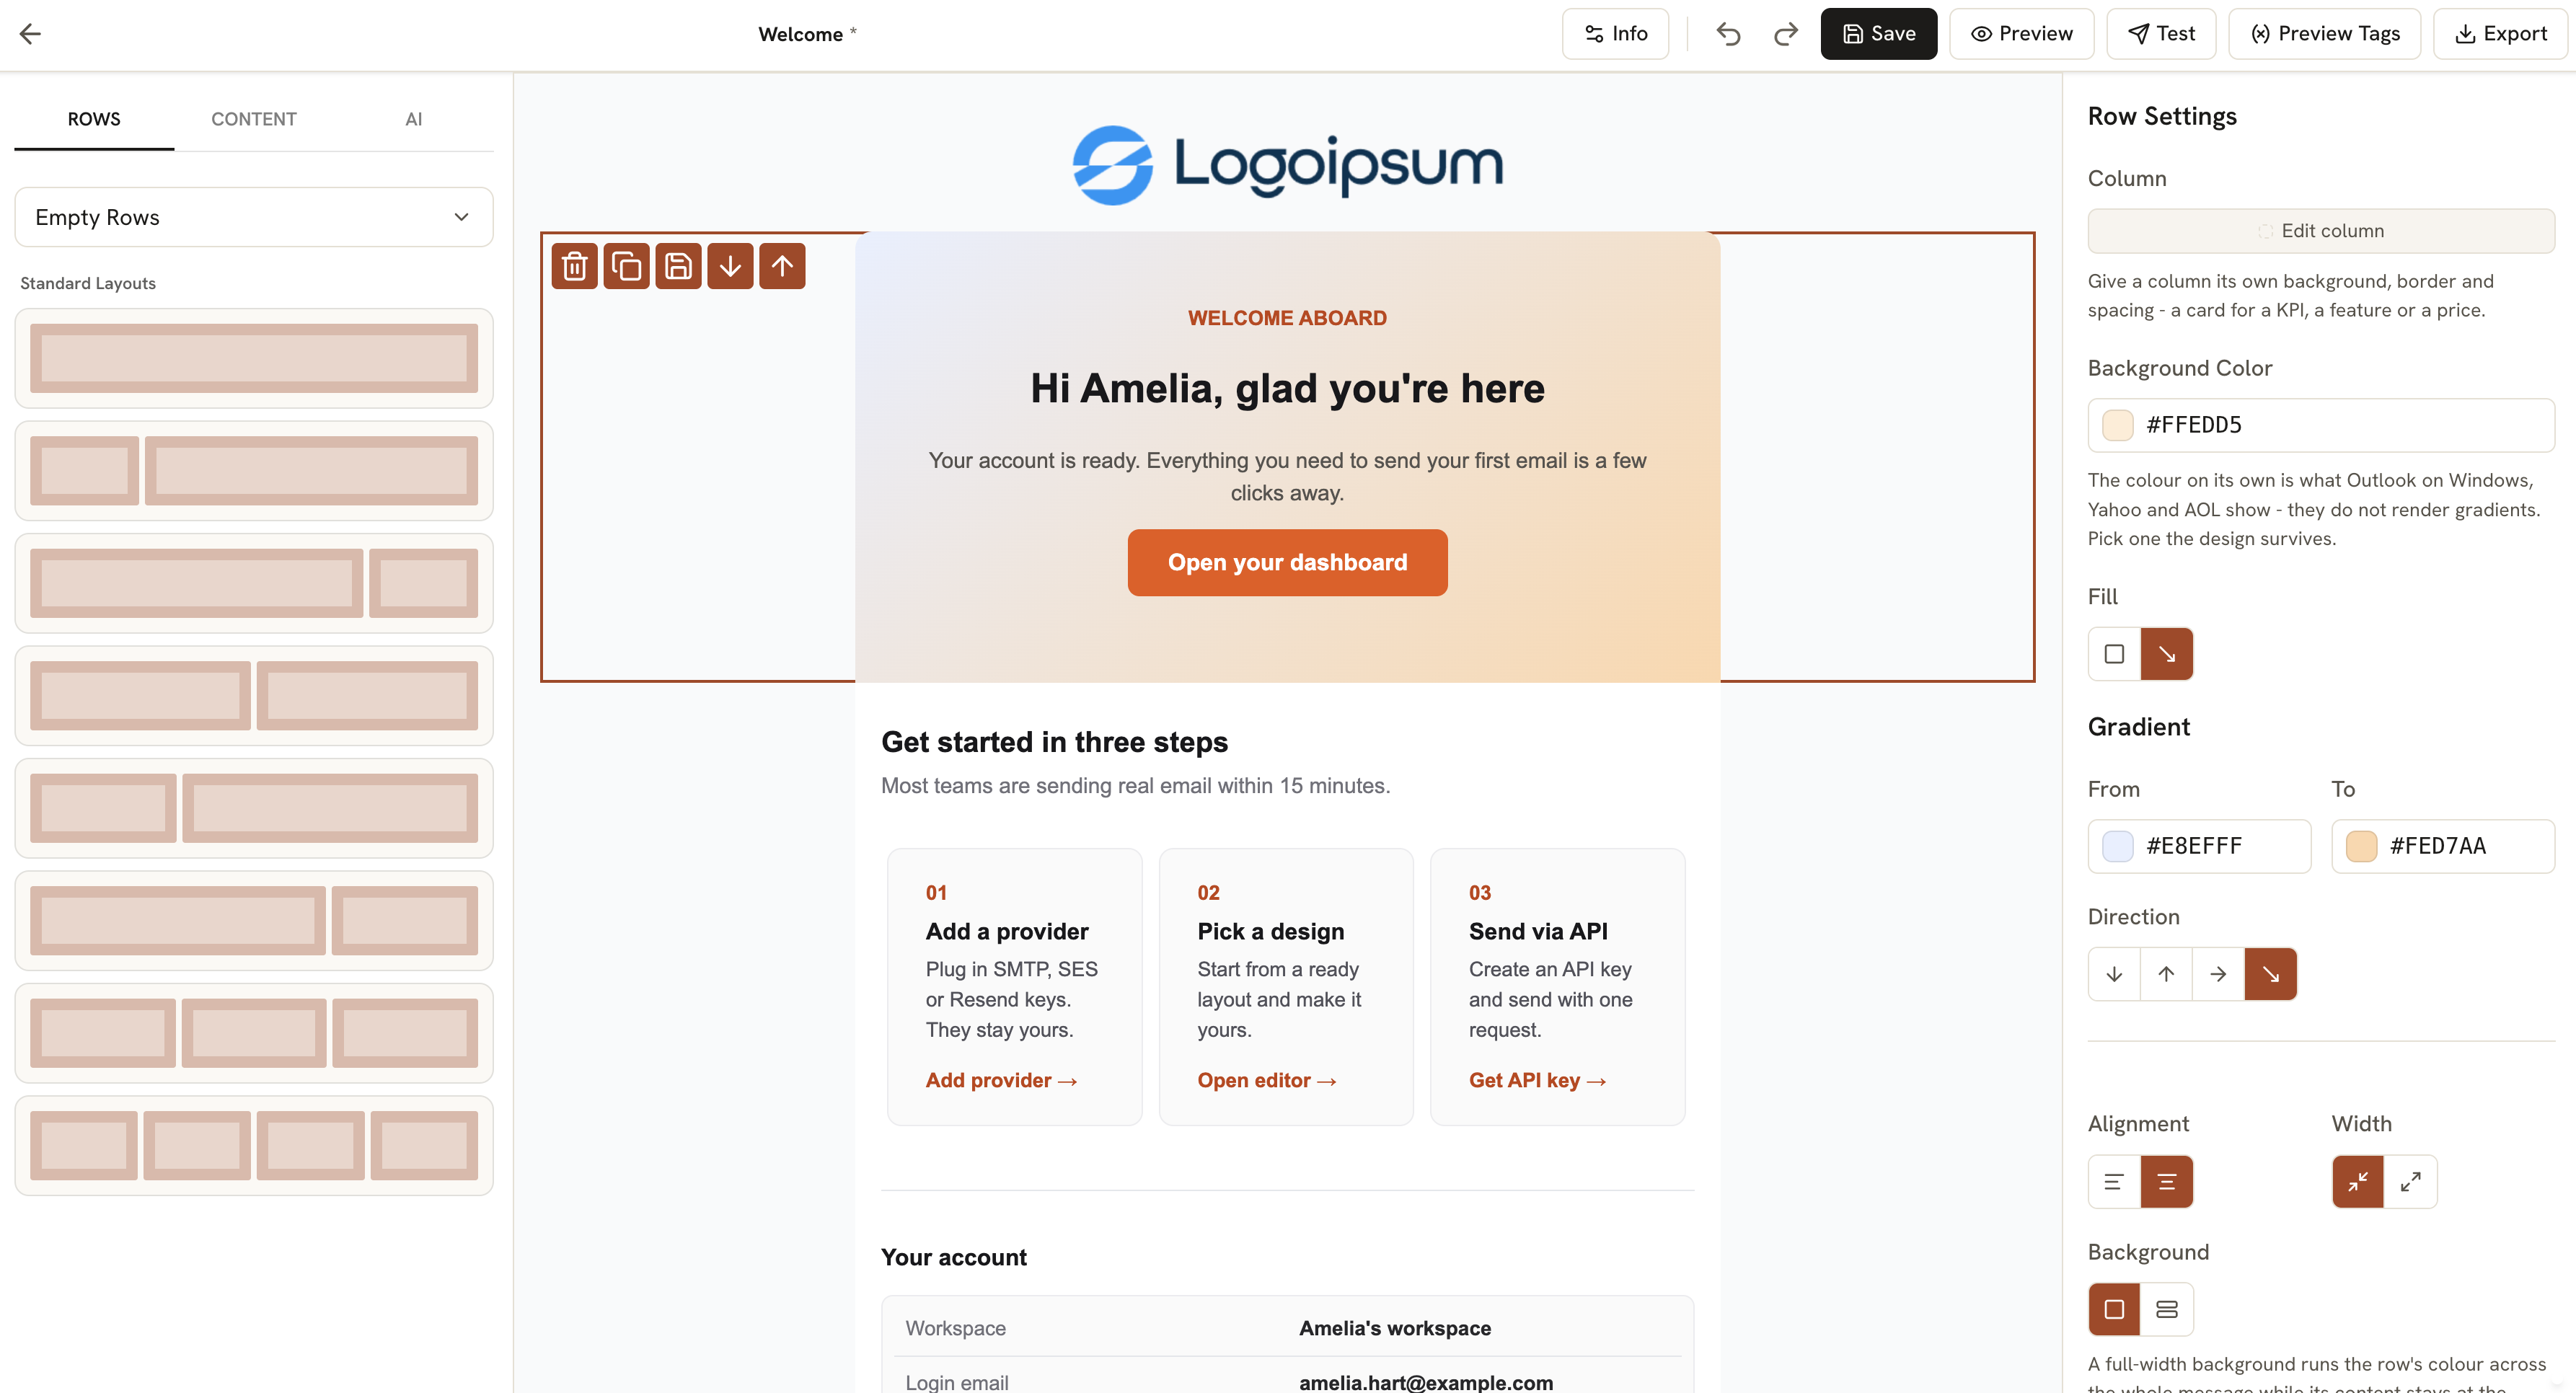 Welcome *
Info
Save
Preview
Test
Preview Tags
Export
ROWS
CONTENT
AI
Empty Rows
Standard Layouts
Logoipsum
WELCOME ABOARD
Hi Amelia, glad you're here
Your account is ready. Everything you need to send your first email is a few
clicks away.
Open your dashboard
Get started in three steps
Most teams are sending real email within 15 minutes.
01
Add a provider
Plug in SMTP, SES
or Resend keys.
They stay yours.
Add provider →
02
Pick a design
Start from a ready
layout and make it
yours.
Open editor →
03
Send via API
Create an API key
and send with one
request.
Get API key →
Your account
Workspace
Amelia's workspace
Login email
amelia.hart@example.com
Row Settings
Column
Edit column
Give a column its own background, border and
spacing - a card for a KPI, a feature or a price.
Background Color
#FFEDD5
The colour on its own is what Outlook on Windows,
Yahoo and AOL show - they do not render gradients.
Pick one the design survives.
Fill
Gradient
From
To
#E8EFFF
#FED7AA
Direction
Alignment
Width
Background
A full-width background runs the row's colour across
the whole message while its content stays at the